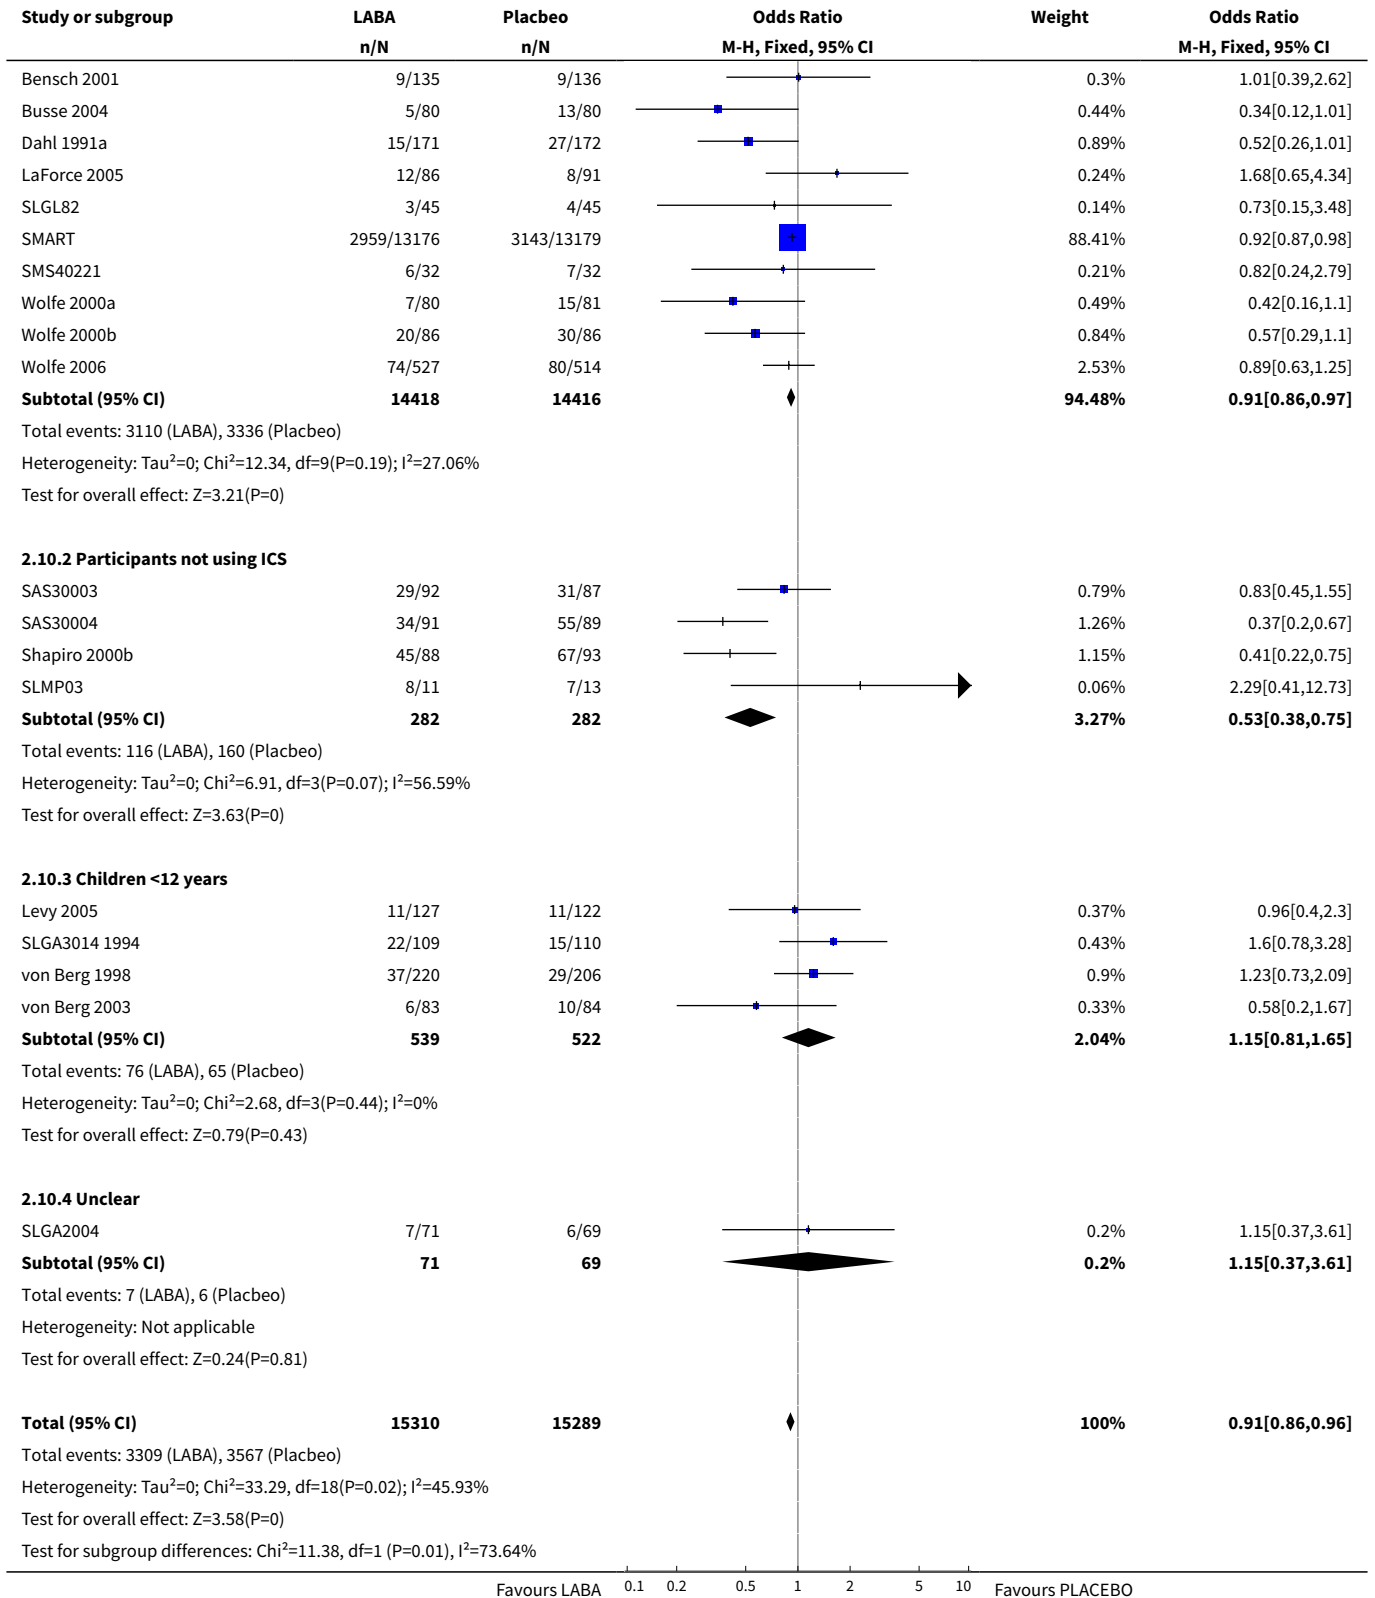 Study or subgroup LABA Placbeo Odds Ratio Weight Odds Ratio
n/N n/N M-H, Fixed, 95% CI M-H, Fixed, 95% CI
Bensch 2001 9/135 9/136 0.3% 1.01[0.39,2.62]
Busse 2004 5/80 13/80 0.44% 0.34[0.12,1.01]
Dahl 1991a 15/171 27/172 0.89% 0.52[0.26,1.01]
LaForce 2005 12/86 8/91 0.24% 1.68[0.65,4.34]
SLGL82 3/45 4/45 0.14% 0.73[0.15,3.48]
SMART 2959/13176 3143/13179 88.41% 0.92[0.87,0.98]
SMS40221 6/32 7/32 0.21% 0.82[0.24,2.79]
Wolfe 2000a 7/80 15/81 0.49% 0.42[0.16,1.1]
Wolfe 2000b 20/86 30/86 0.84% 0.57[0.29,1.1]
Wolfe 2006 74/527 80/514 2.53% 0.89[0.63,1.25]
Subtotal (95% CI) 14418 14416 94.48% 0.91[0.86,0.97]
Total events: 3110 (LABA), 3336 (Placbeo)
Heterogeneity: Tau²=0; Chi²=12.34, df=9(P=0.19); I²=27.06%
Test for overall effect: Z=3.21(P=0)
2.10.2 Participants not using ICS
SAS30003 29/92 31/87 0.79% 0.83[0.45,1.55]
SAS30004 34/91 55/89 1.26% 0.37[0.2,0.67]
Shapiro 2000b 45/88 67/93 1.15% 0.41[0.22,0.75]
SLMP03 8/11 7/13 0.06% 2.29[0.41,12.73]
Subtotal (95% CI) 282 282 3.27% 0.53[0.38,0.75]
Total events: 116 (LABA), 160 (Placbeo)
Heterogeneity: Tau²=0; Chi²=6.91, df=3(P=0.07); I²=56.59%
Test for overall effect: Z=3.63(P=0)
2.10.3 Children <12 years
Levy 2005 11/127 11/122 0.37% 0.96[0.4,2.3]
SLGA3014 1994 22/109 15/110 0.43% 1.6[0.78,3.28]
von Berg 1998 37/220 29/206 0.9% 1.23[0.73,2.09]
von Berg 2003 6/83 10/84 0.33% 0.58[0.2,1.67]
Subtotal (95% CI) 539 522 2.04% 1.15[0.81,1.65]
Total events: 76 (LABA), 65 (Placbeo)
Heterogeneity: Tau²=0; Chi²=2.68, df=3(P=0.44); I²=0%
Test for overall effect: Z=0.79(P=0.43)
2.10.4 Unclear
SLGA2004 7/71 6/69 0.2% 1.15[0.37,3.61]
Subtotal (95% CI) 71 69 0.2% 1.15[0.37,3.61]
Total events: 7 (LABA), 6 (Placbeo)
Heterogeneity: Not applicable
Test for overall effect: Z=0.24(P=0.81)
Total (95% CI) 15310 15289 100% 0.91[0.86,0.96]
Total events: 3309 (LABA), 3567 (Placbeo)
Heterogeneity: Tau²=0; Chi²=33.29, df=18(P=0.02); I²=45.93%
Test for overall effect: Z=3.58(P=0)
Test for subgroup differences: Chi²=11.38, df=1 (P=0.01), I²=73.64%
Favours LABA 0.1 0.2 0.5 1 2 5 10 Favours PLACEBO